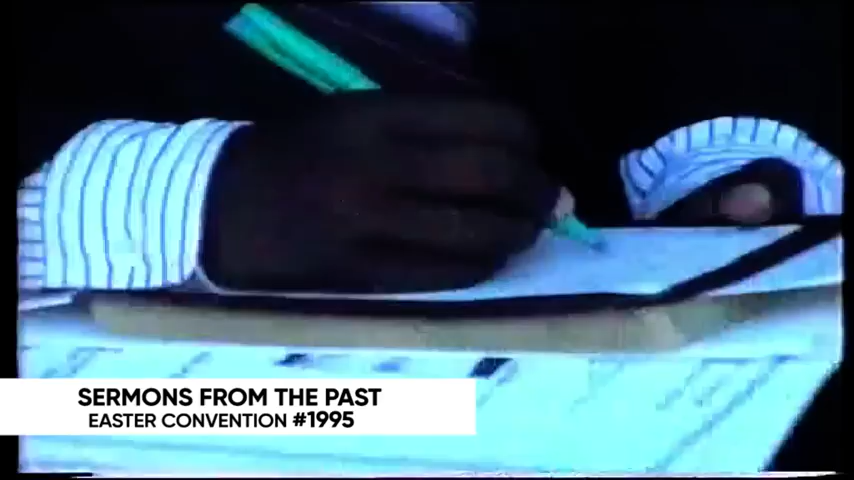 SERMONS FROM THE PAST
EASTER CONVENTION #1995